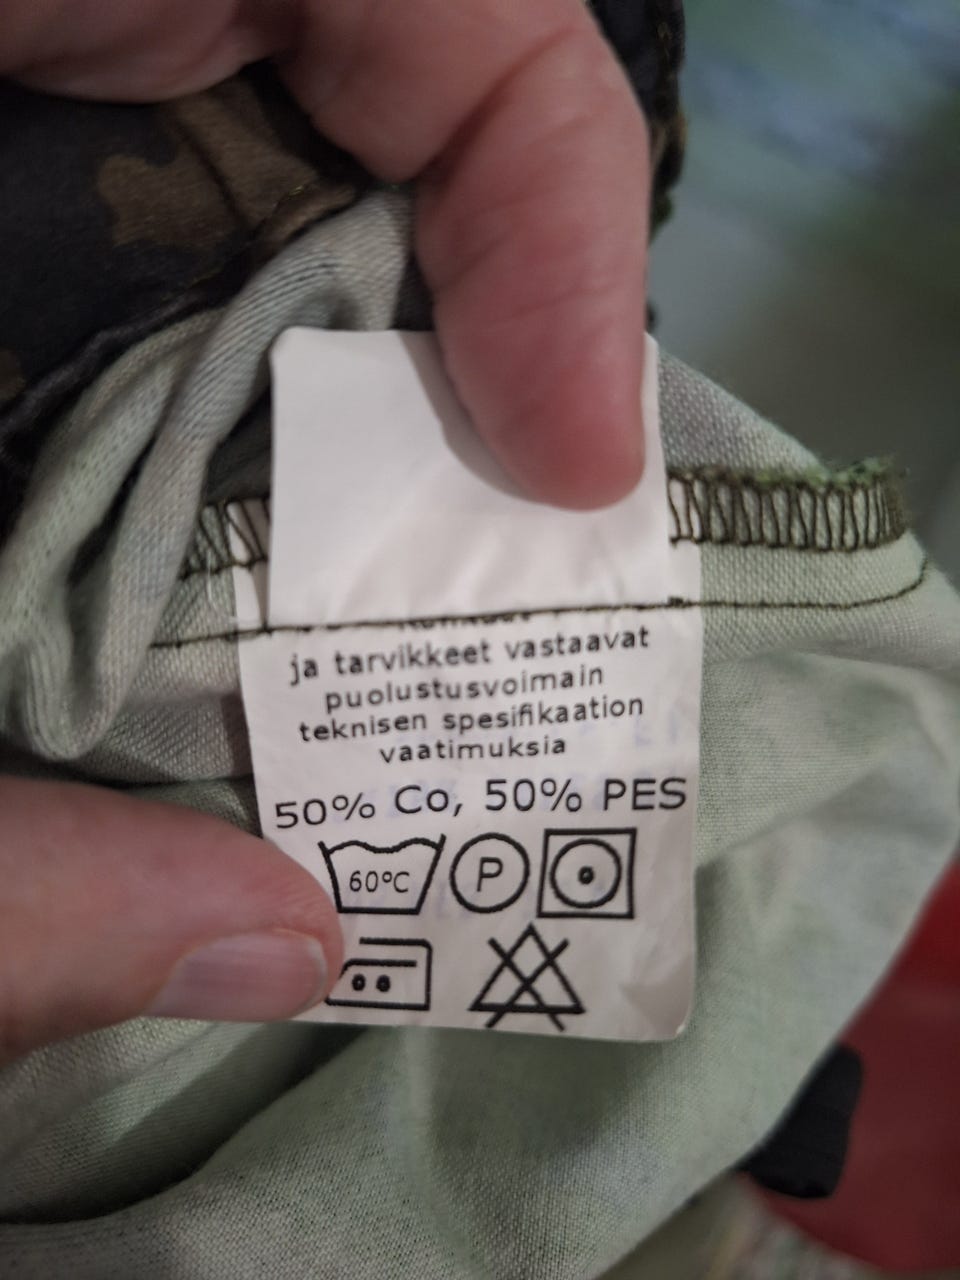 ja tarvikkeet vastaavat
puolustusvoimain
teknisen spesifikaation
vaatimuksia
50% Co, 50% PES
60°C P